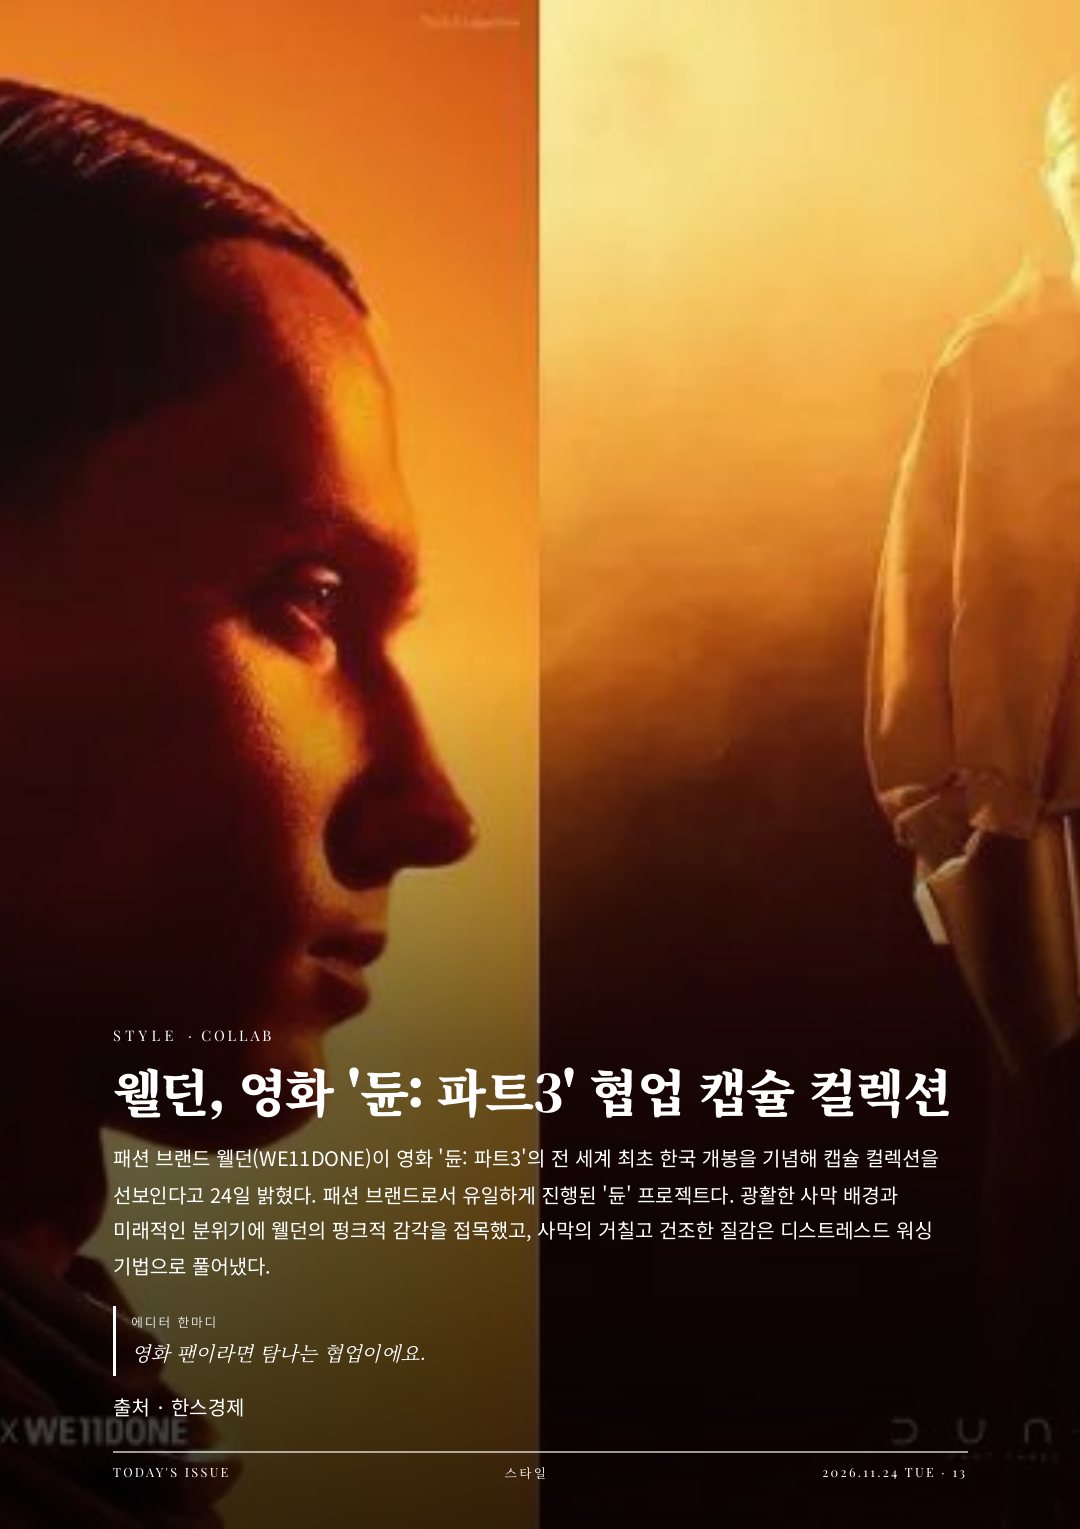 STYLE · COLLAB
웰던, 영화 '듄: 파트3' 협업 캡슐 컬렉션
패션 브랜드 웰던(WE11DONE)이 영화 '듄: 파트3'의 전 세계 최초 한국 개봉을 기념해 캡슐 컬렉션을
선보인다고 24일 밝혔다. 패션 브랜드로서 유일하게 진행된 '듄' 프로젝트다. 광활한 사막 배경과
미래적인 분위기에 웰던의 펑크적 감각을 접목했고, 사막의 거칠고 건조한 질감은 디스트레스드 워싱
기법으로 풀어냈다.
에디터 한마디
영화 팬이라면 탐나는 협업이에요.
출처 · 한스경제
X WE11DONE
TODAY'S ISSUE
스타일
2026.11.24 TUE · 13